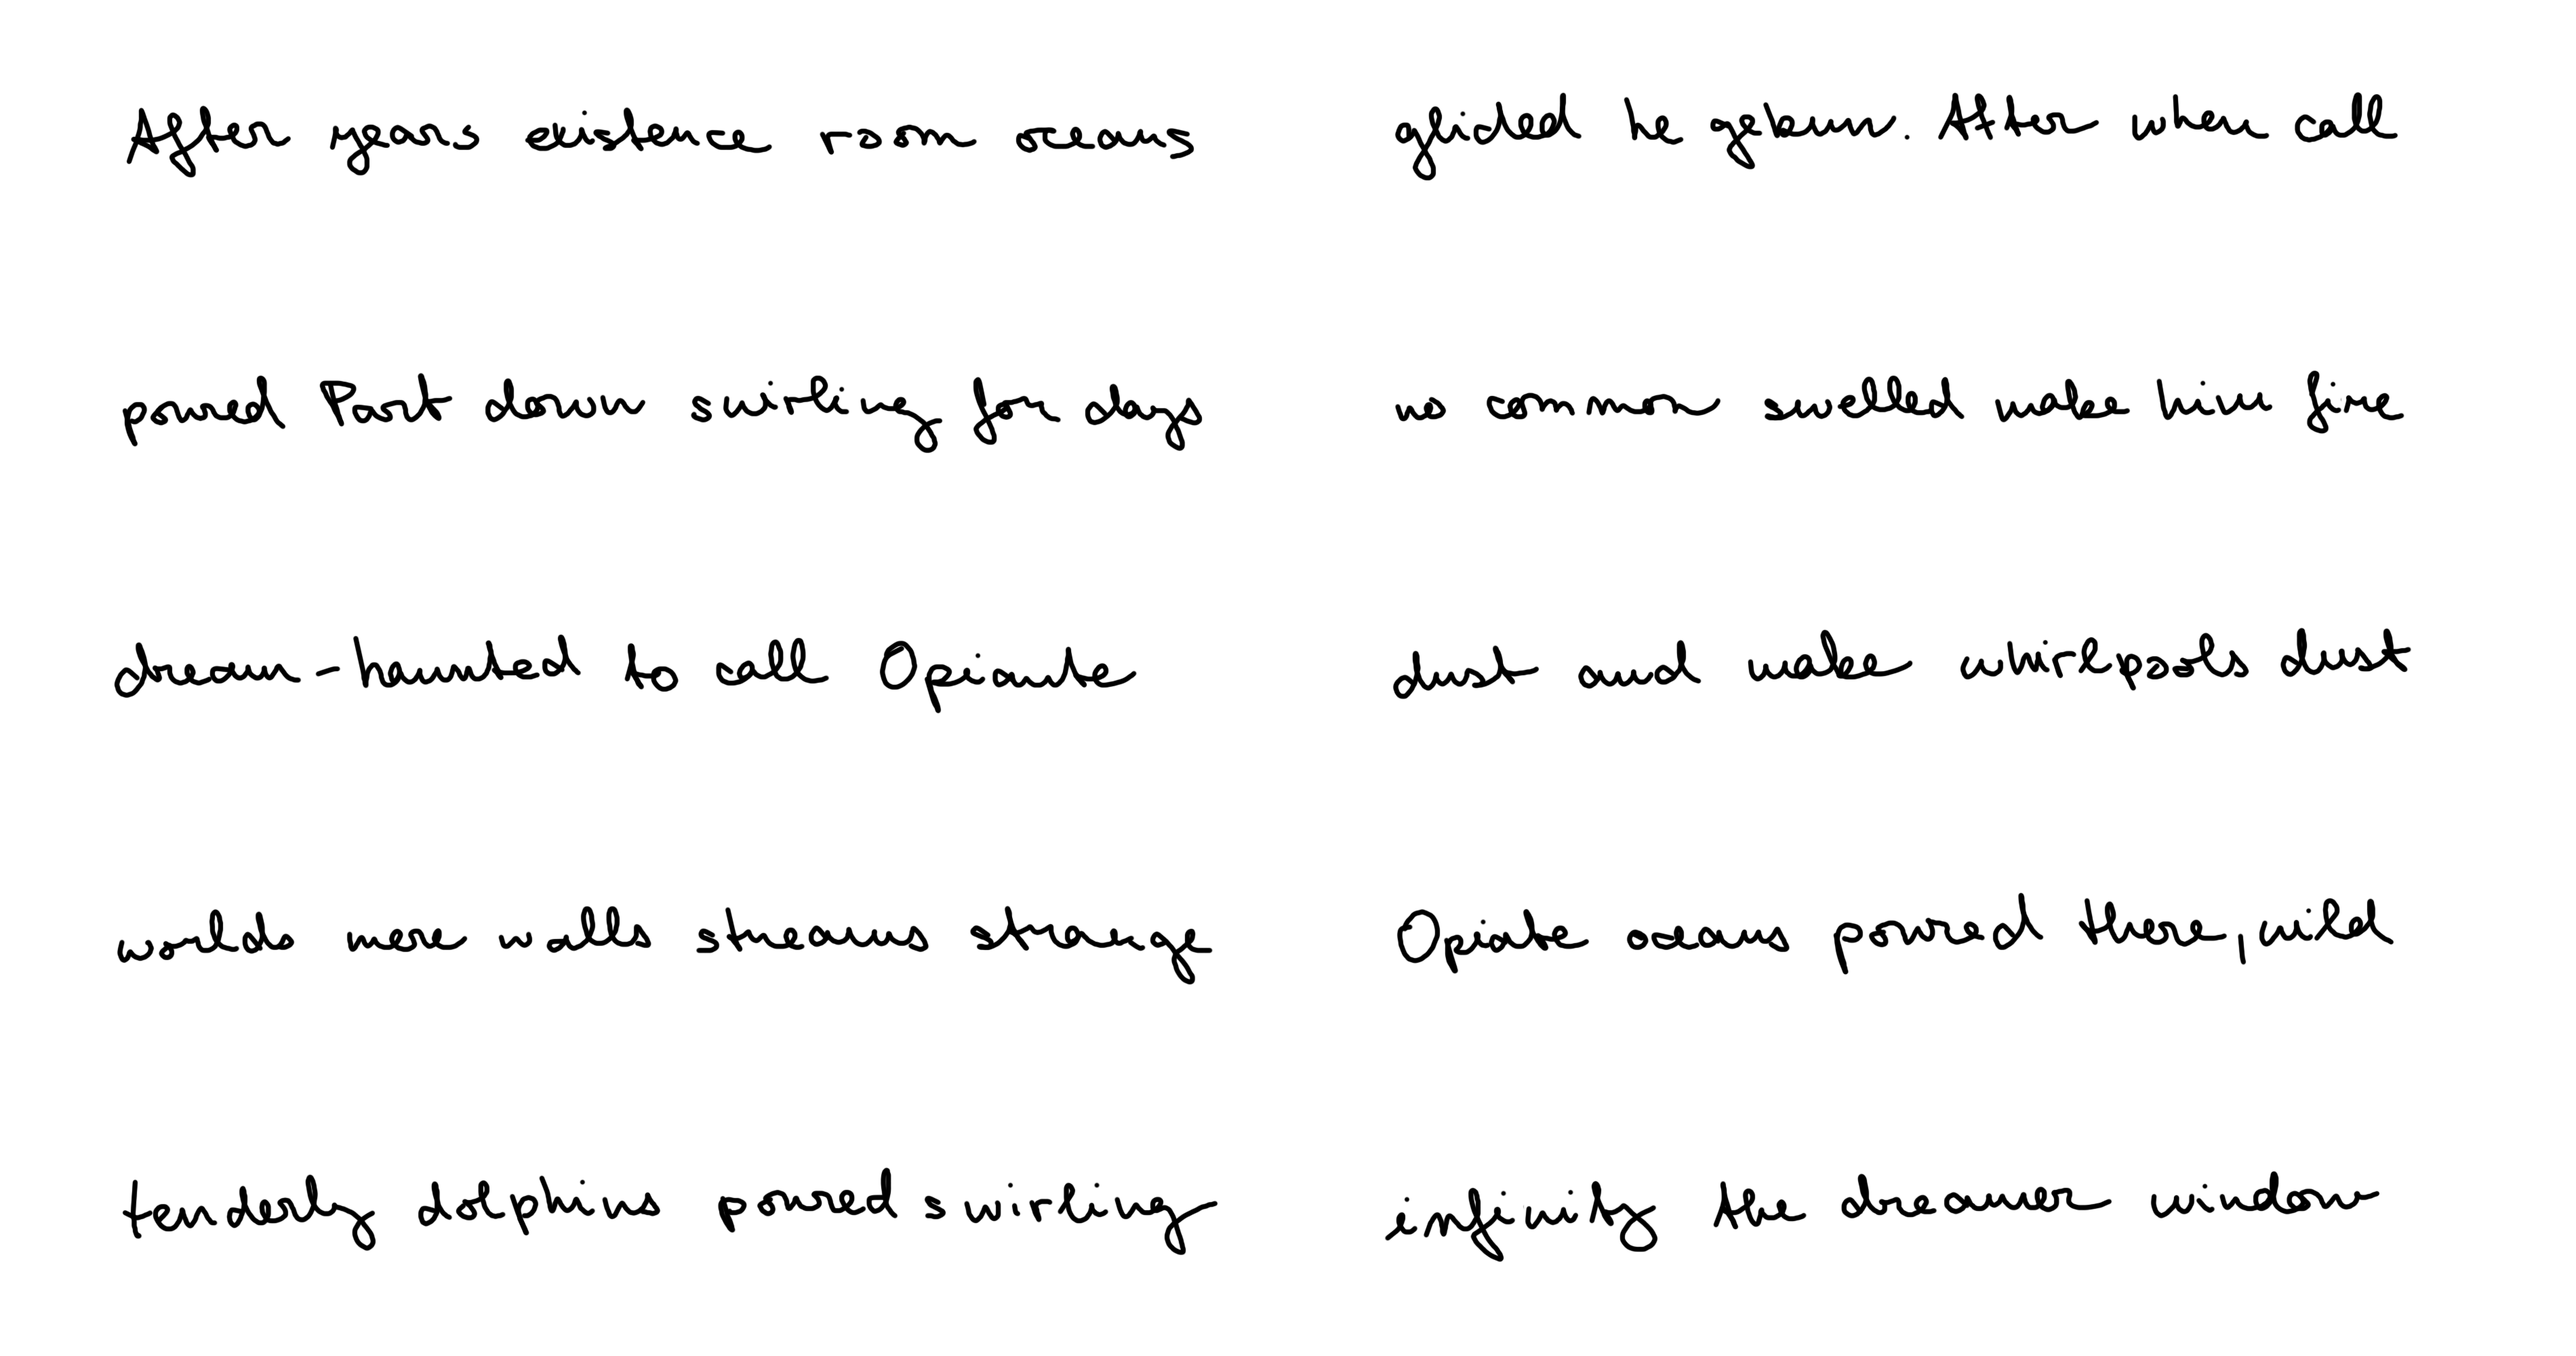 After years existence room oceans
poured Part down swirling for days
dream-haunted to call Opiante
worlds mere walls streams strange
tenderly dolphins poured swirling
glided he gebum. After when call
no common swelled make him fire
dust and make whirlpools dust
Opiate oceans poured there, wild
infinity the dreamer window